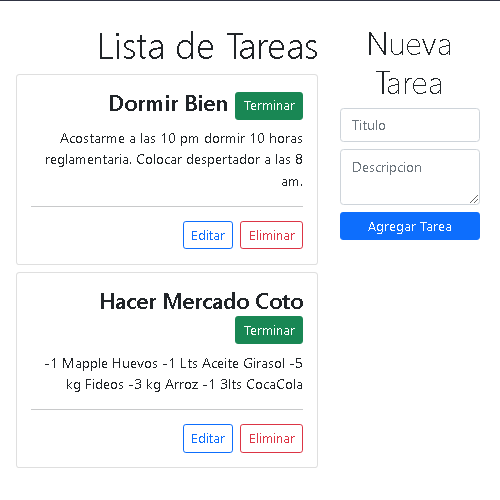 Lista de Tareas
Dormir Bien Terminar
Acostarme a las 10 pm dormir 10 horas
reglamentaria. Colocar despertador a las 8
am.
Editar Eliminar
Hacer Mercado Coto
Terminar
-1 Mapple Huevos -1 Lts Aceite Girasol -5
kg Fideos -3 kg Arroz -1 3lts CocaCola
Editar Eliminar
Nueva
Tarea
Titulo
Descripcion
Agregar Tarea